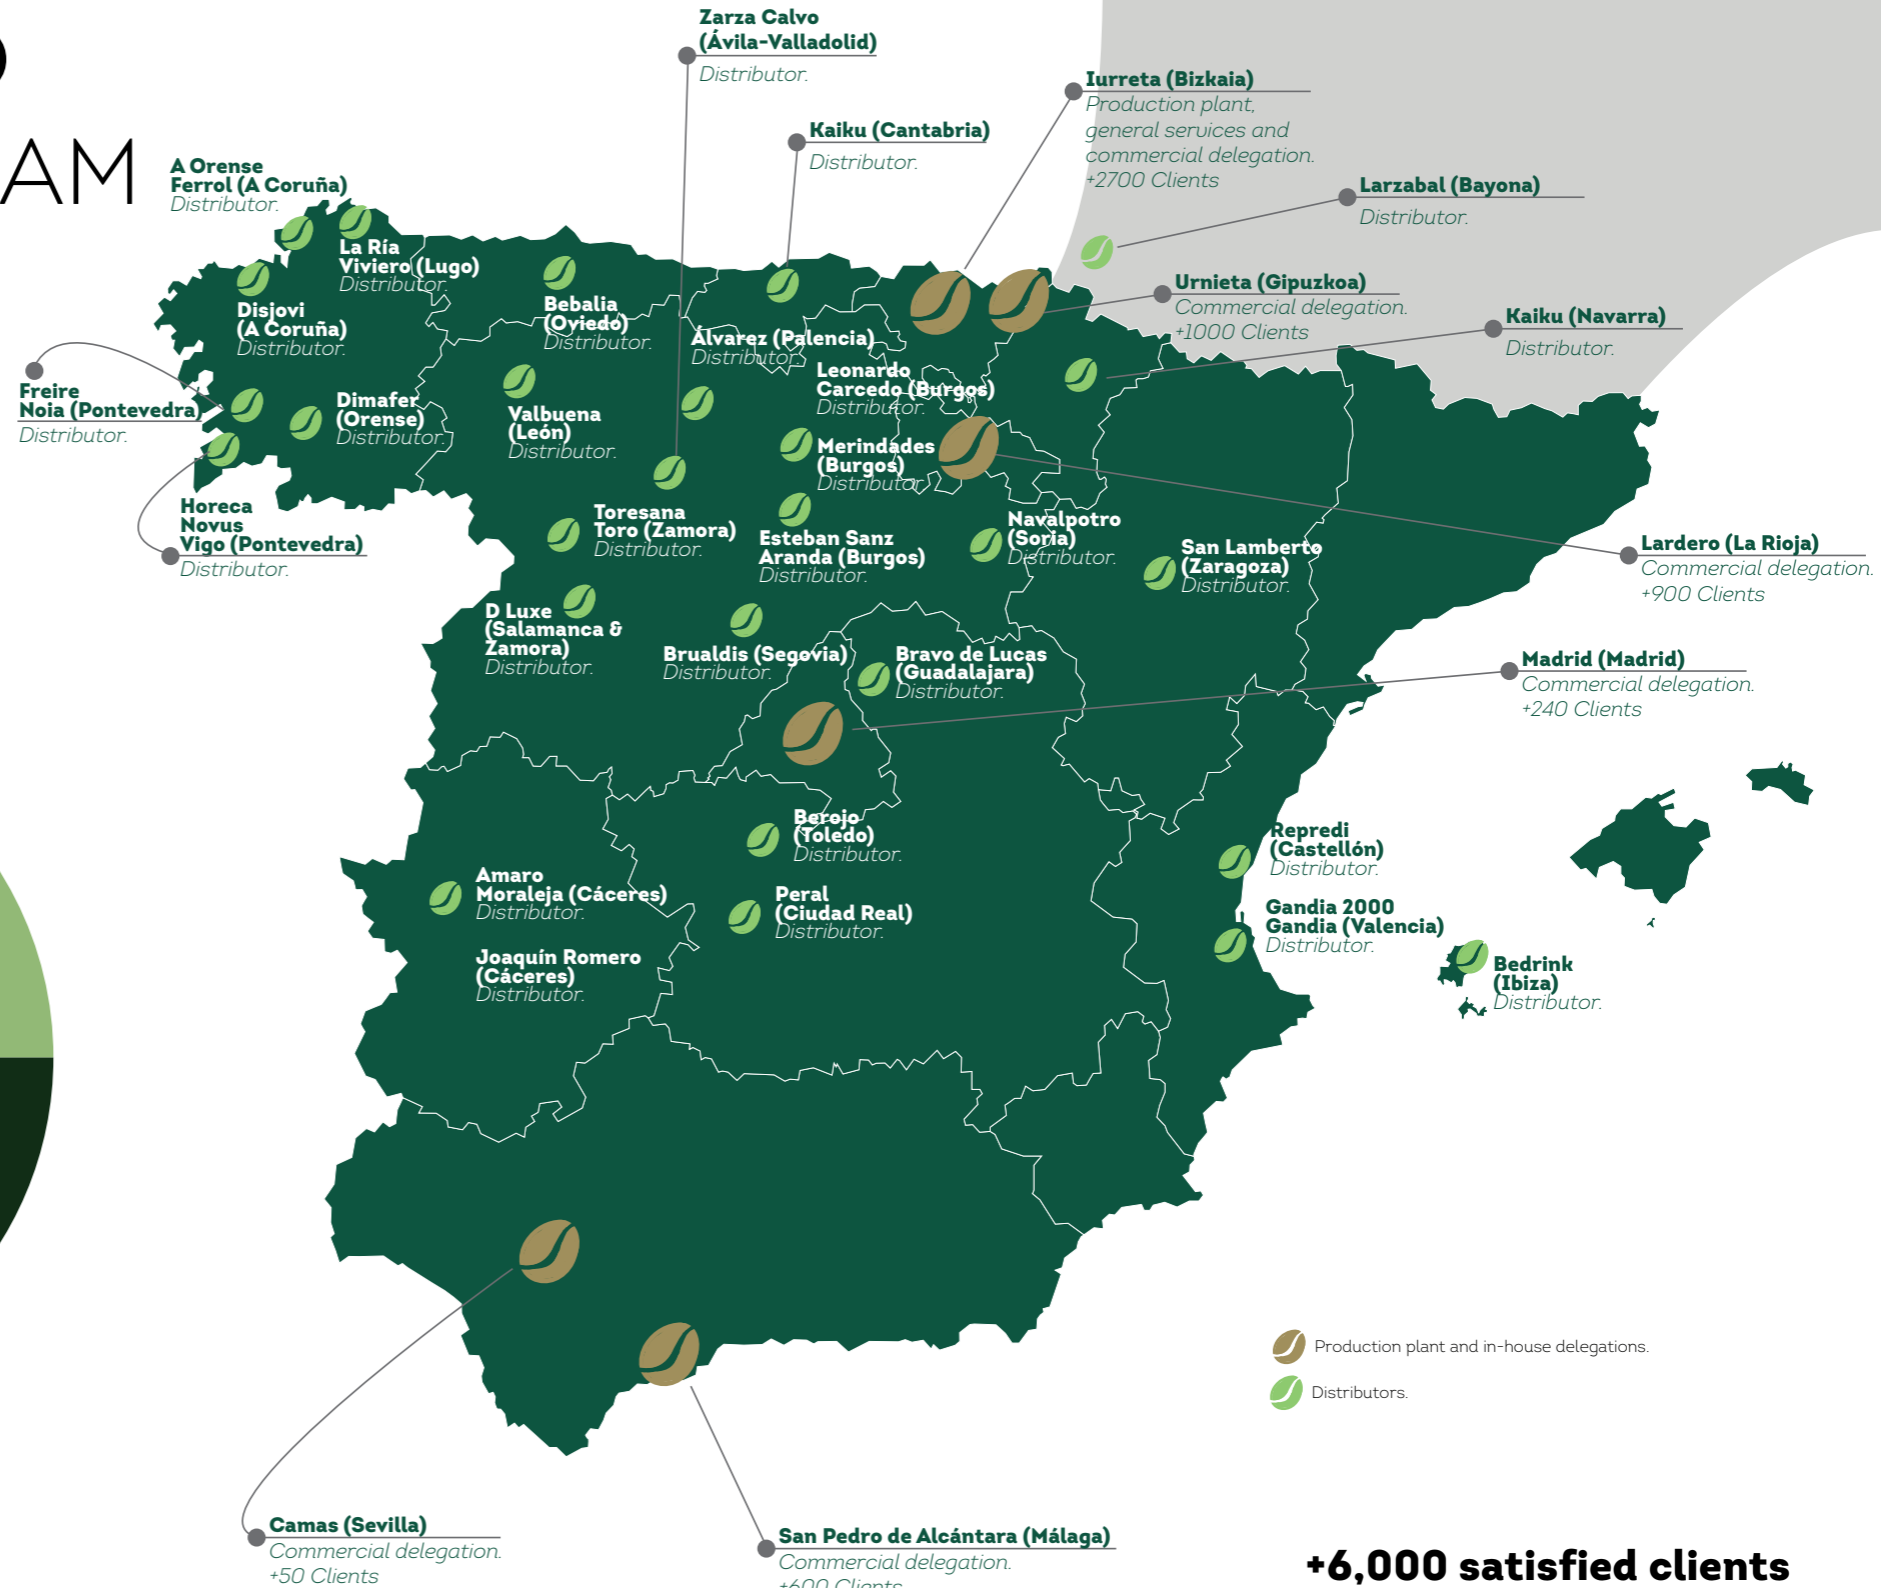 AM
Zarza Calvo
(Ávila-Valladolid)
Distributor.
Iurreta (Bizkaia)
Production plant,
general services and
commercial delegation.
+2700 Clients
Kaiku (Cantabria)
Distributor.
A Orense
Ferrol (A Coruña)
Distributor.
Larzabal (Bayona)
Distributor.
La Ría
Viviero (Lugo)
Distributor.
Urnieta (Gipuzkoa)
Commercial delegation.
+1000 Clients
Kaiku (Navarra)
Distributor.
Disjovi
(A Coruña)
Distributor.
Bebalia
(Oviedo)
Distributor.
Álvarez (Palencia)
Distributor.
Leonardo
Carcedo (Burgos)
Distributor.
Freire
Noia (Pontevedra)
Distributor.
Dimafer
(Orense)
Distributor.
Valbuena
(León)
Distributor.
Merindades
(Burgos)
Distributor.
Horeca
Novus
Vigo (Pontevedra)
Distributor.
Toresana
Toro (Zamora)
Distributor.
Esteban Sanz
Aranda (Burgos)
Distributor.
Navalpotro
(Soria)
Distributor.
San Lamberto
(Zaragoza)
Distributor.
Lardero (La Rioja)
Commercial delegation.
+900 Clients
D Luxe
(Salamanca &
Zamora)
Distributor.
Brualdis (Segovia)
Distributor.
Bravo de Lucas
(Guadalajara)
Distributor.
Madrid (Madrid)
Commercial delegation.
+240 Clients
Berojo
(Toledo)
Distributor.
Repredi
(Castellón)
Distributor.
Amaro
Moraleja (Cáceres)
Distributor.
Peral
(Ciudad Real)
Distributor.
Gandia 2000
Gandia (Valencia)
Distributor.
Joaquín Romero
(Cáceres)
Distributor.
Bedrink
(Ibiza)
Distributor.
Production plant and in-house delegations.
Distributors.
Camas (Sevilla)
Commercial delegation.
+50 Clients
San Pedro de Alcántara (Málaga)
Commercial delegation.
+600 Clients
+6,000 satisfied clients